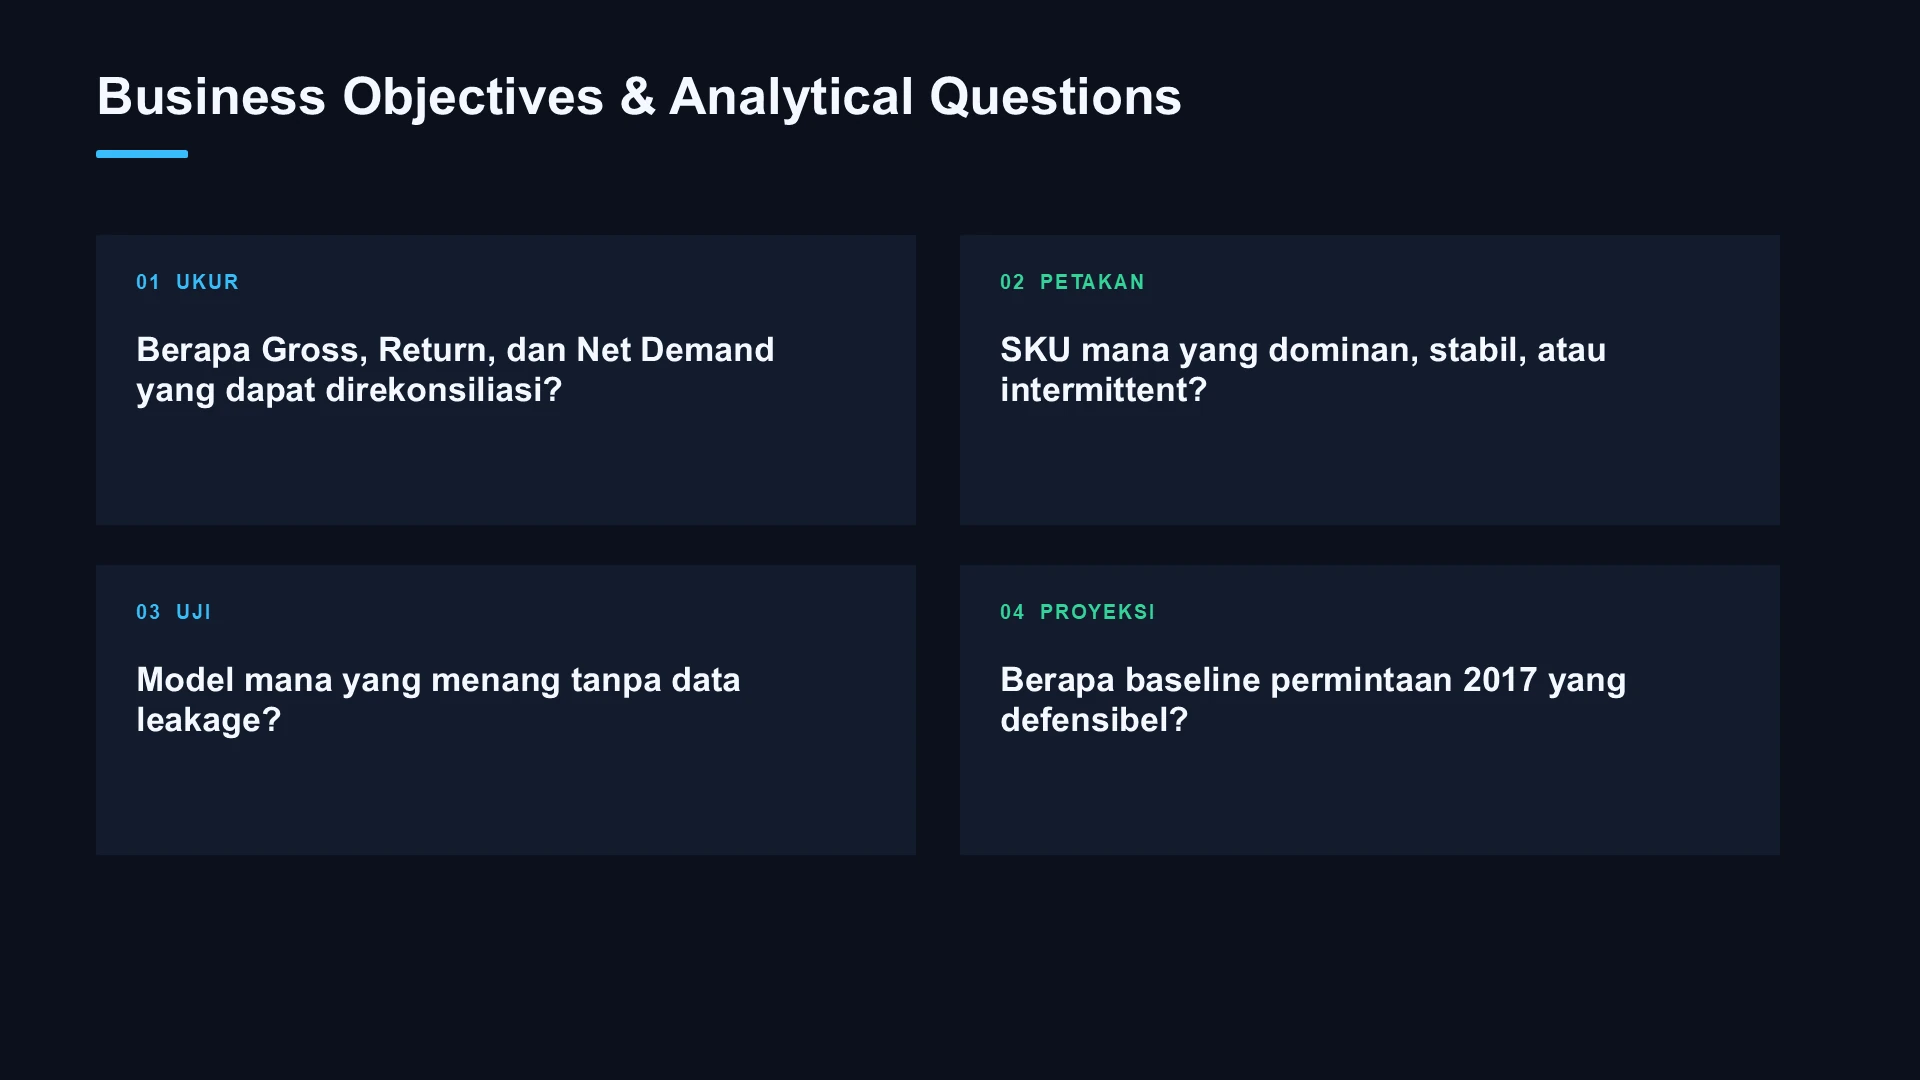 Business Objectives & Analytical Questions
01 UKUR
Berapa Gross, Return, dan Net Demand
yang dapat direkonsiliasi?
02 PETAKAN
SKU mana yang dominan, stabil, atau
intermittent?
03 UJI
Model mana yang menang tanpa data
leakage?
04 PROYEKSI
Berapa baseline permintaan 2017 yang
defensibel?